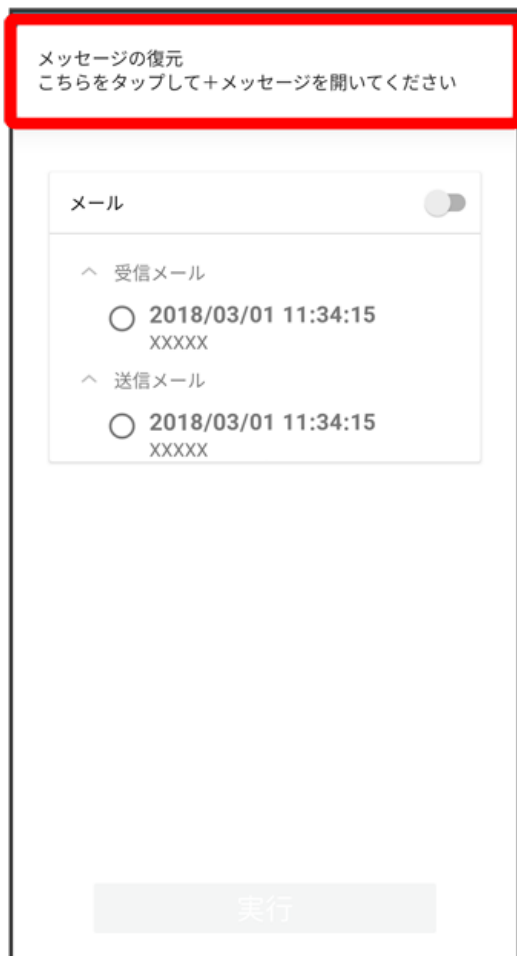 メッセージの復元
こちらをタップして＋メッセージを開いてください
メール
受信メール
2018/03/01 11:34:15
XXXXX
送信メール
2018/03/01 11:34:15
XXXXX
実行